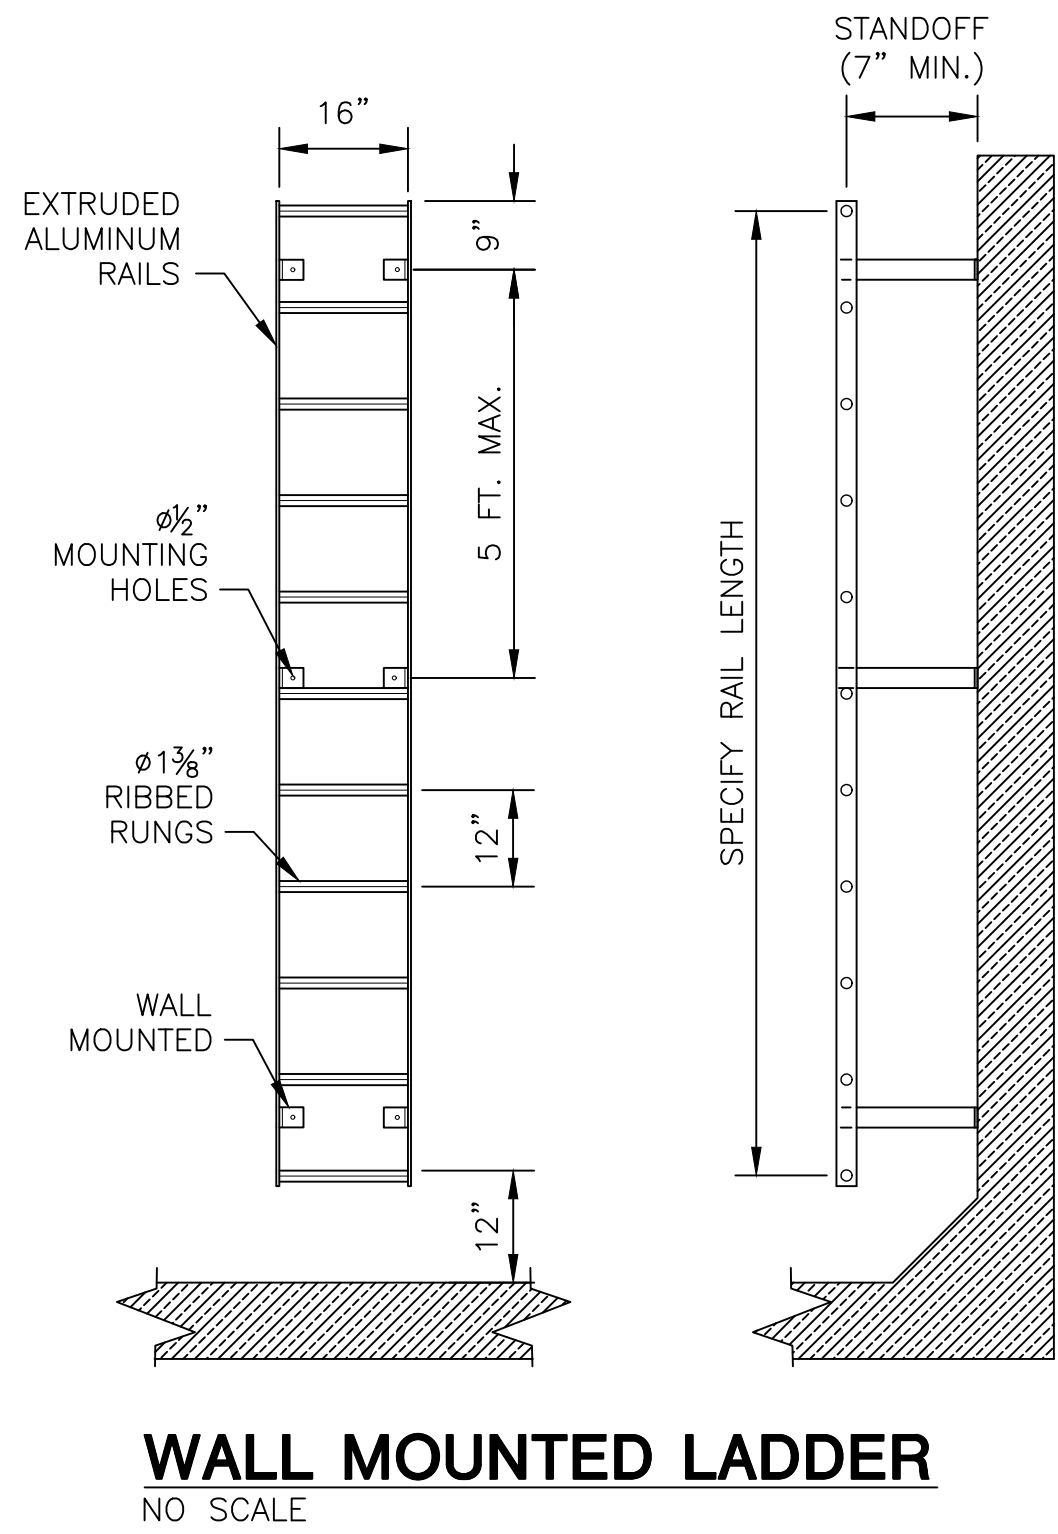 STANDOFF
(7” MIN.)
16”
EXTRUDED
ALUMINUM
RAILS
9”
5 FT. MAX.
ø½”
MOUNTING
HOLES
SPECIFY RAIL LENGTH
ø1⅜”
RIBBED
RUNGS
12”
WALL
MOUNTED
12”
WALL MOUNTED LADDER
NO SCALE